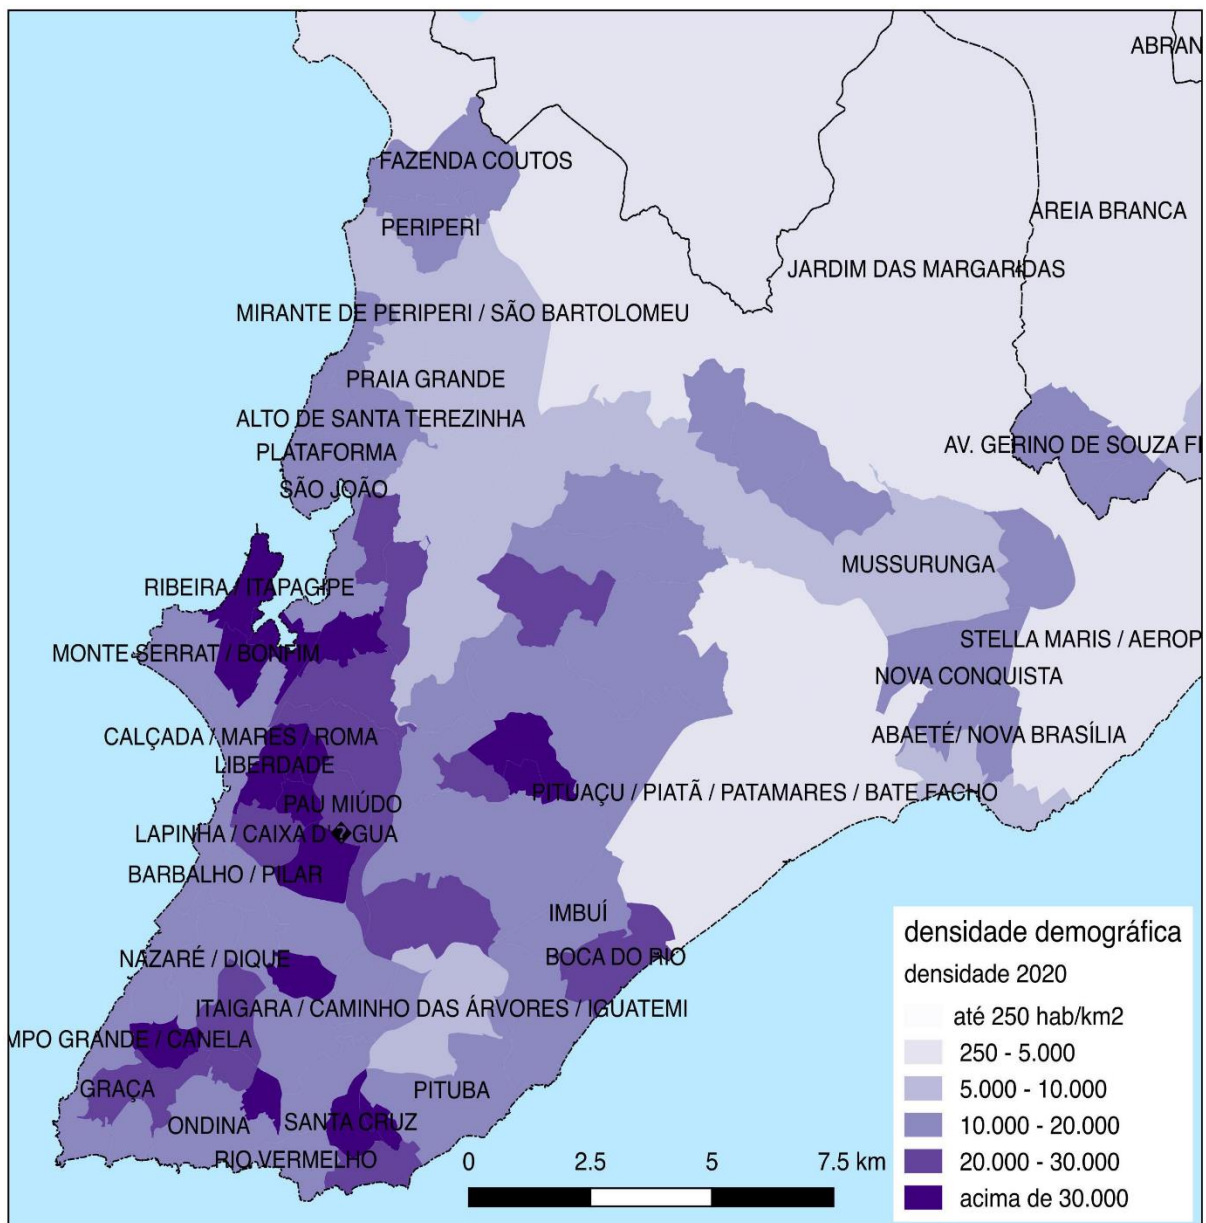 ABRAN
FAZENDA COUTOS
AREIA BRANCA
PERIPERI
JARDIM DAS MARGARIDAS
MIRANTE DE PERIPERI / SÃO BARTOLOMEU
PRAIA GRANDE
ALTO DE SANTA TEREZINHA
AV. GERINO DE SOUZA FI
PLATAFORMA
SÃO JOÃO
MUSSURUNGA
RIBEIRA / ITAPAGIPE
STELLA MARIS / AEROP
MONTE SERRAT / BONFIM
NOVA CONQUISTA
CALÇADA / MARES / ROMA
ABAETÉ/ NOVA BRASÍLIA
LIBERDADE
PITUAÇU / PIATÃ / PATAMARES / BATE FACHO
PAU MIÚDO
LAPINHA / CAIXA D'�GUA
BARBALHO / PILAR
IMBUÍ
BOCA DO RIO
NAZARÉ / DIQUE
ITAIGARA / CAMINHO DAS ÁRVORES / IGUATEMI
MPO GRANDE / CANELA
GRAÇA
PITUBA
ONDINA
SANTA CRUZ
RIO VERMELHO
0 2.5 5 7.5 km
densidade demográfica
densidade 2020
até 250 hab/km2
250 - 5.000
5.000 - 10.000
10.000 - 20.000
20.000 - 30.000
acima de 30.000